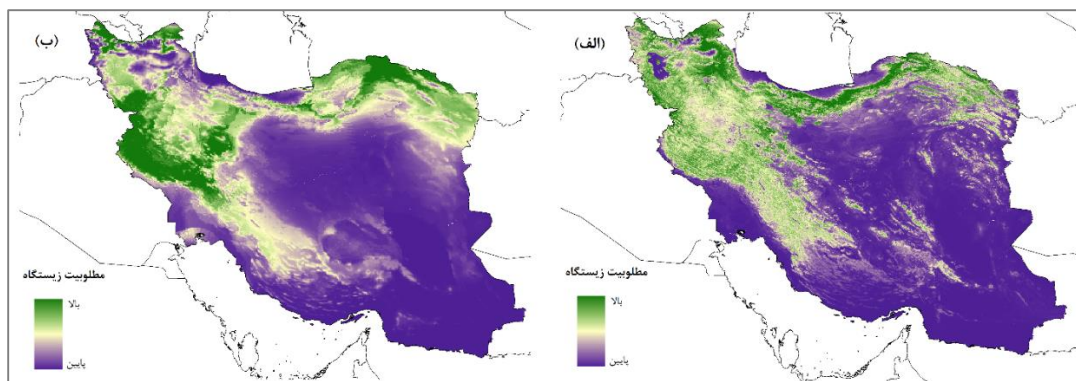 (الف)
مطلوبیت زیستگاه
بالا
پایین
(ب)
مطلوبیت زیستگاه
بالا
پایین